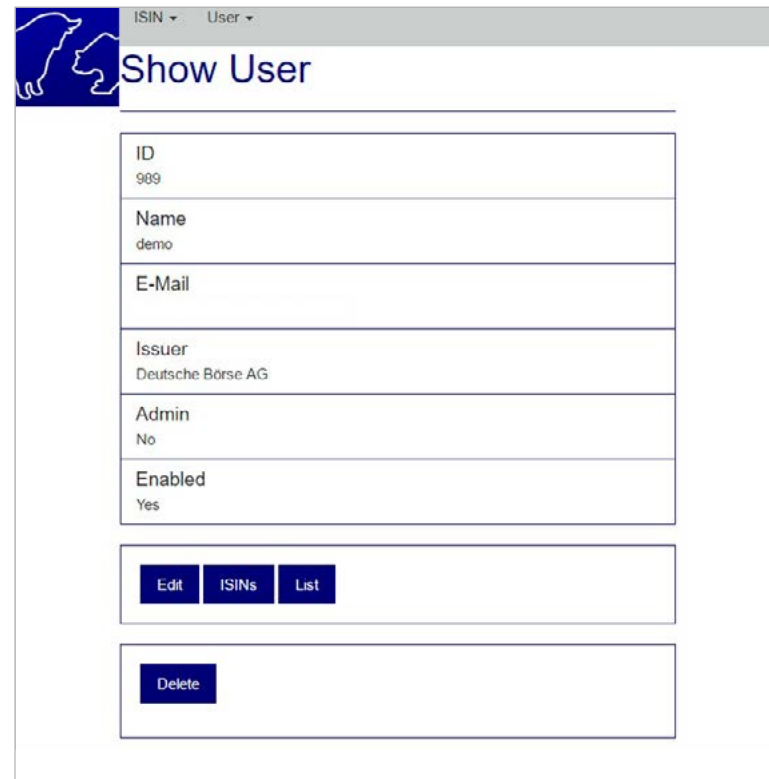 ISIN User
Show User
ID
989
Name
demo
E-Mail
Issuer
Deutsche Börse AG
Admin
No
Enabled
Yes
Edit ISINs List
Delete